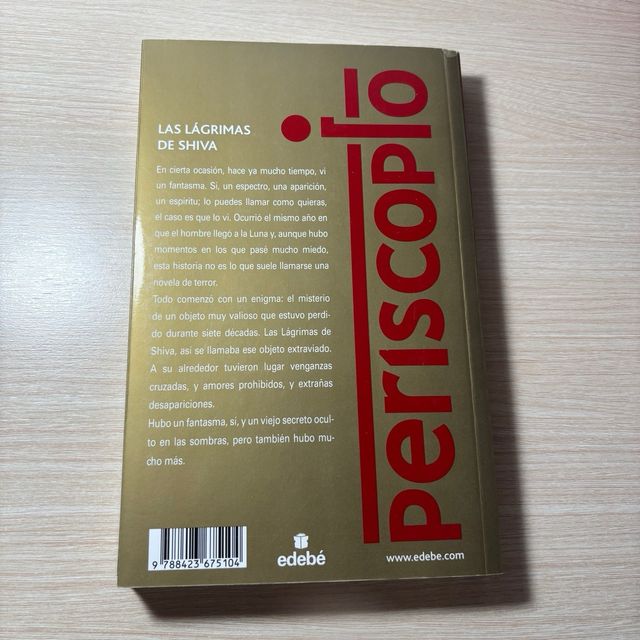 LAS LÁGRIMAS
DE SHIVA
En cierta ocasión, hace ya mucho tiempo, vi
un fantasma. Sí, un espectro, una aparición,
un espíritu; lo puedes llamar como quieras,
el caso es que lo vi. Ocurrió el mismo año en
que el hombre llegó a la Luna y, aunque hubo
momentos en los que pasé mucho miedo,
esta historia no es lo que suele llamarse una
novela de terror.
Todo comenzó con un enigma: el misterio
de un objeto muy valioso que estuvo perdi-
do durante siete décadas. Las Lágrimas de
Shiva, así se llamaba ese objeto extraviado.
A su alrededor tuvieron lugar venganzas
cruzadas, y amores prohibidos, y extrañas
desapariciones.
Hubo un fantasma, sí, y un viejo secreto ocul-
to en las sombras, pero también hubo mu-
cho más.
periscopio
9 788423 675104
edebé
www.edebe.com